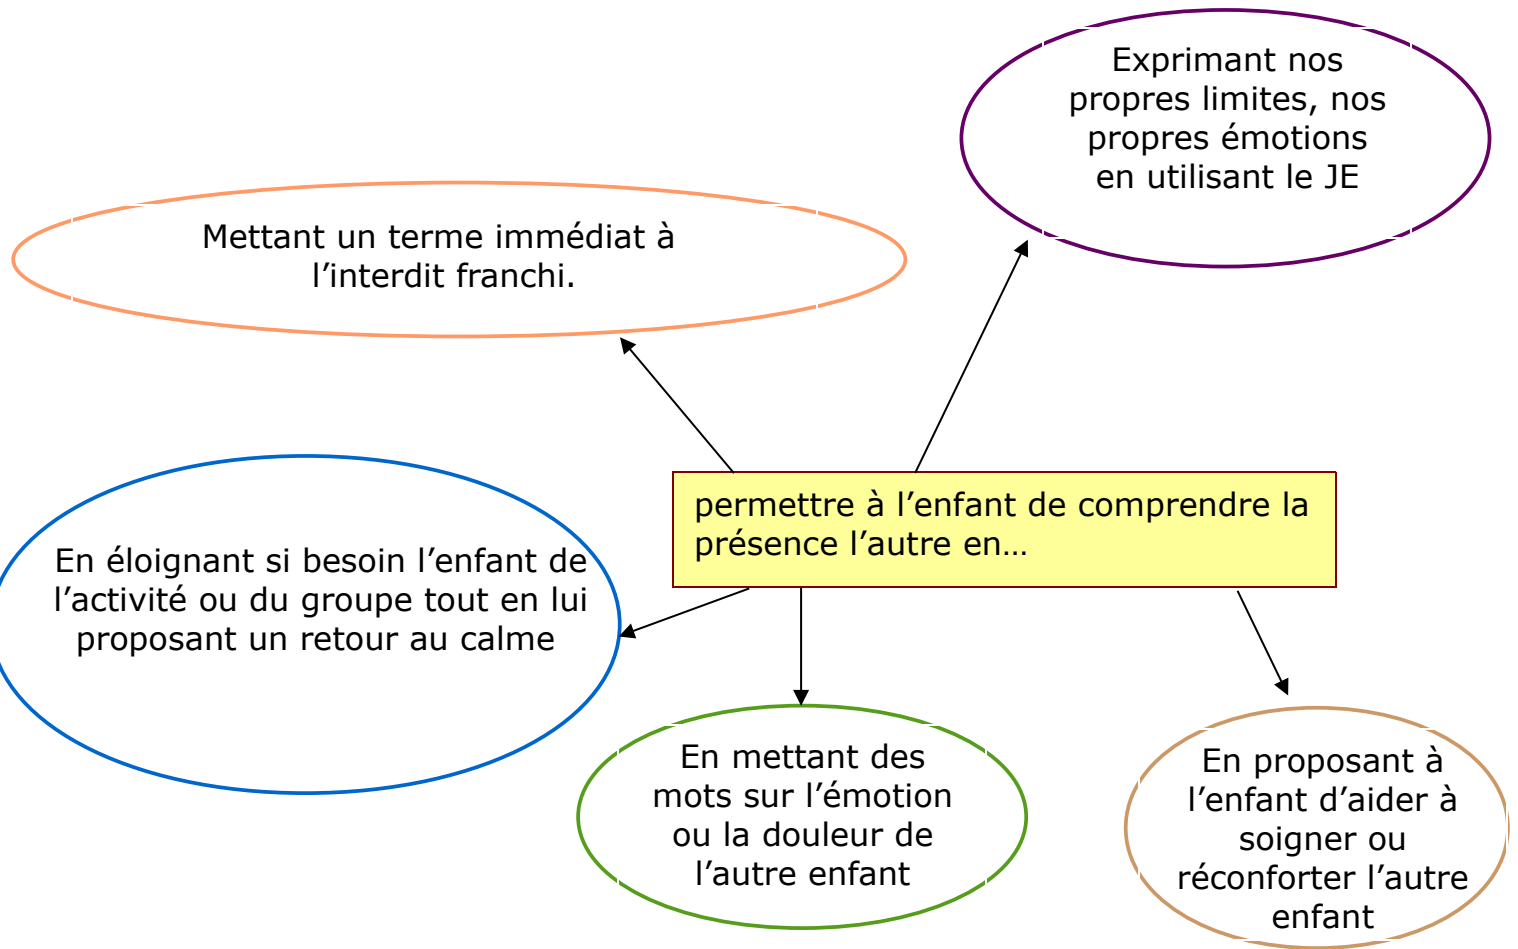 Exprimant nos
propres limites, nos
propres émotions
en utilisant le JE
Mettant un terme immédiat à
l’interdit franchi.
permettre à l’enfant de comprendre la
présence l’autre en…
En éloignant si besoin l’enfant de
l’activité ou du groupe tout en lui
proposant un retour au calme
En mettant des
mots sur l’émotion
ou la douleur de
l’autre enfant
En proposant à
l’enfant d’aider à
soigner ou
réconforter l’autre
enfant